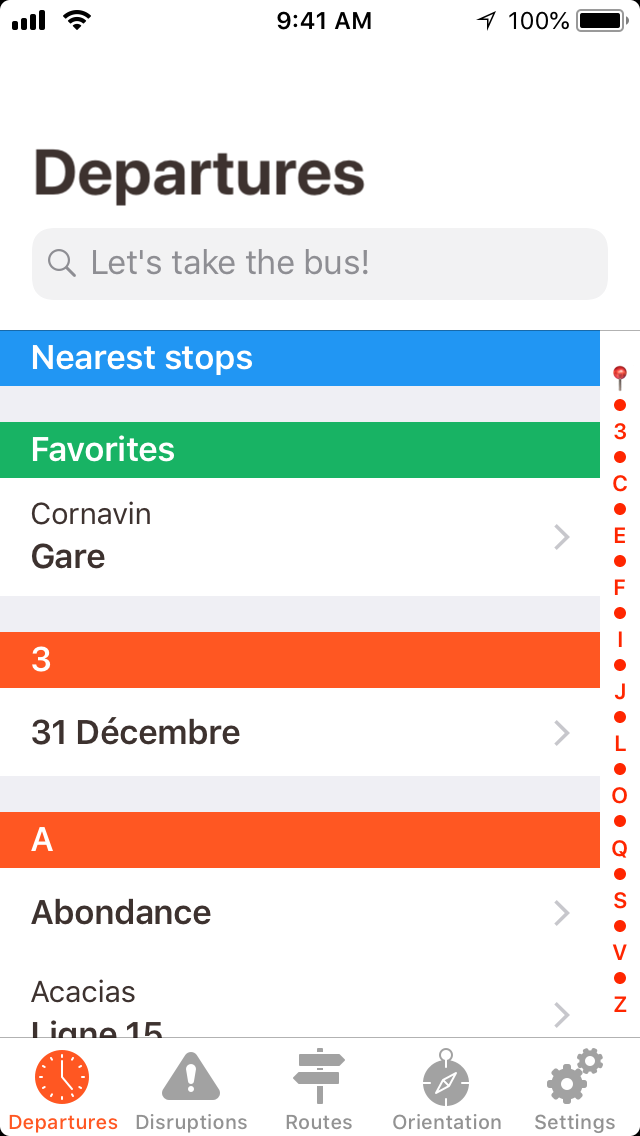 9:41 AM 100%
Departures
Let's take the bus!
Nearest stops
Favorites
Cornavin
Gare
3
31 Décembre
A
Abondance
Acacias
Ligne 15
3
C
E
F
I
J
L
O
Q
S
V
Z
Departures Disruptions Routes Orientation Settings